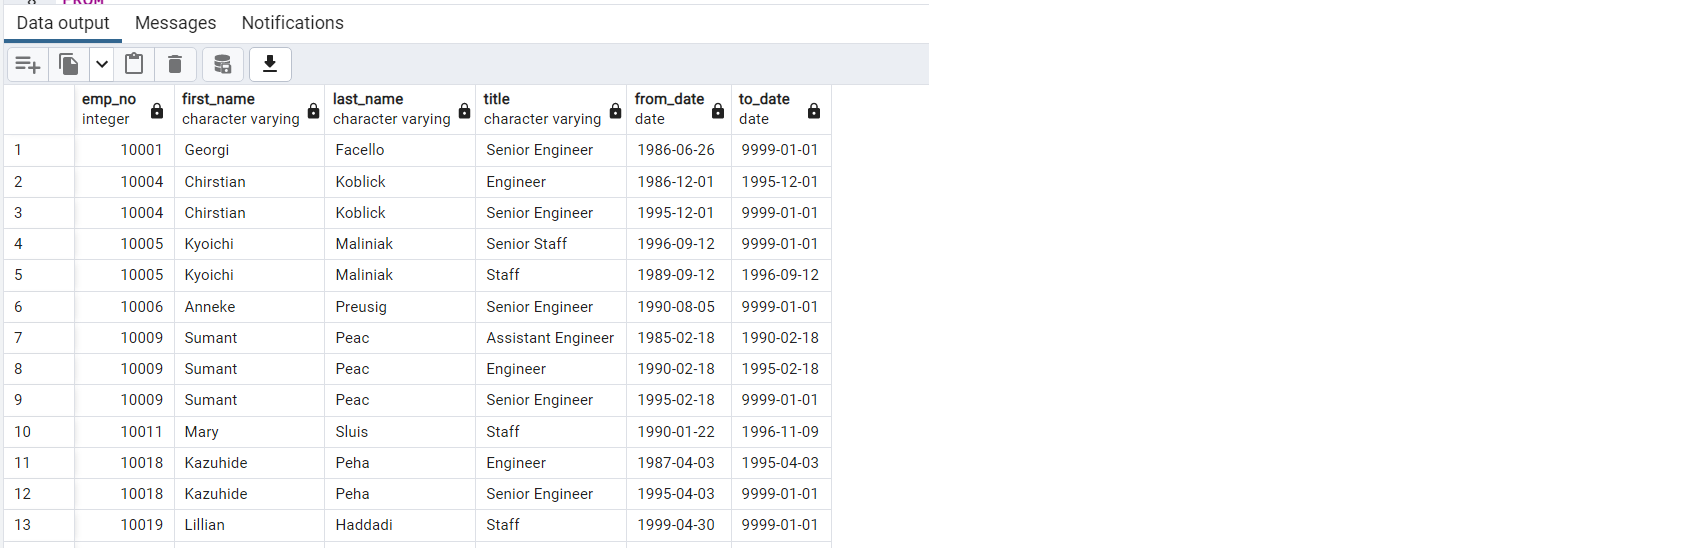 8 FROM
Data output Messages Notifications
emp_no first_name last_name title from_date to_date
integer character varying character varying character varying date date
1 10001 Georgi Facello Senior Engineer 1986-06-26 9999-01-01
2 10004 Chirstian Koblick Engineer 1986-12-01 1995-12-01
3 10004 Chirstian Koblick Senior Engineer 1995-12-01 9999-01-01
4 10005 Kyoichi Maliniak Senior Staff 1996-09-12 9999-01-01
5 10005 Kyoichi Maliniak Staff 1989-09-12 1996-09-12
6 10006 Anneke Preusig Senior Engineer 1990-08-05 9999-01-01
7 10009 Sumant Peac Assistant Engineer 1985-02-18 1990-02-18
8 10009 Sumant Peac Engineer 1990-02-18 1995-02-18
9 10009 Sumant Peac Senior Engineer 1995-02-18 9999-01-01
10 10011 Mary Sluis Staff 1990-01-22 1996-11-09
11 10018 Kazuhide Peha Engineer 1987-04-03 1995-04-03
12 10018 Kazuhide Peha Senior Engineer 1995-04-03 9999-01-01
13 10019 Lillian Haddadi Staff 1999-04-30 9999-01-01